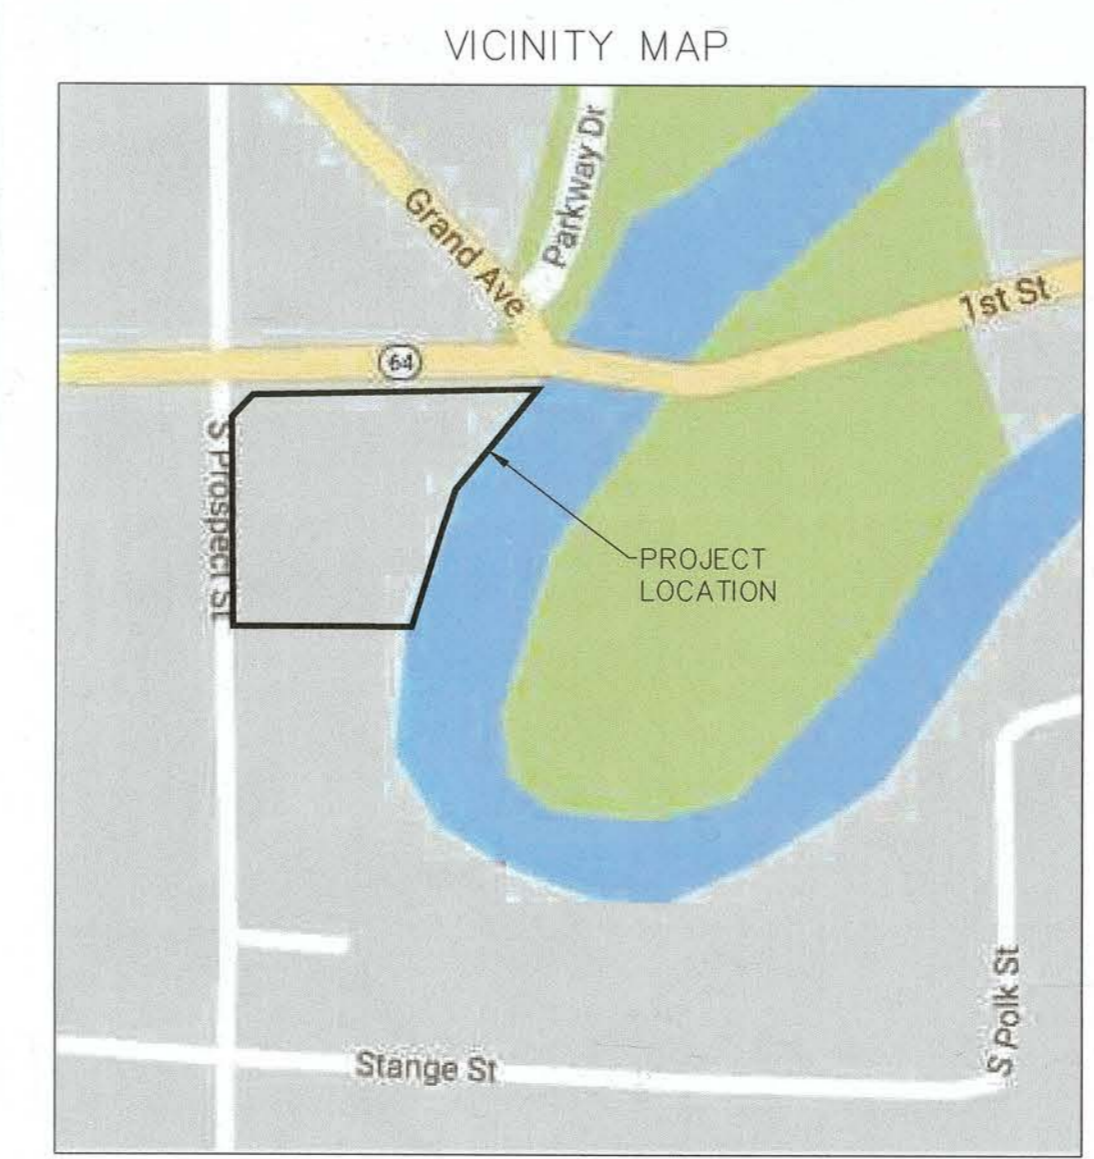 VICINITY MAP
Parkway Dr
Grand Ave
1st St
64
S Prospect St
PROJECT
LOCATION
S Polk St
Stange St